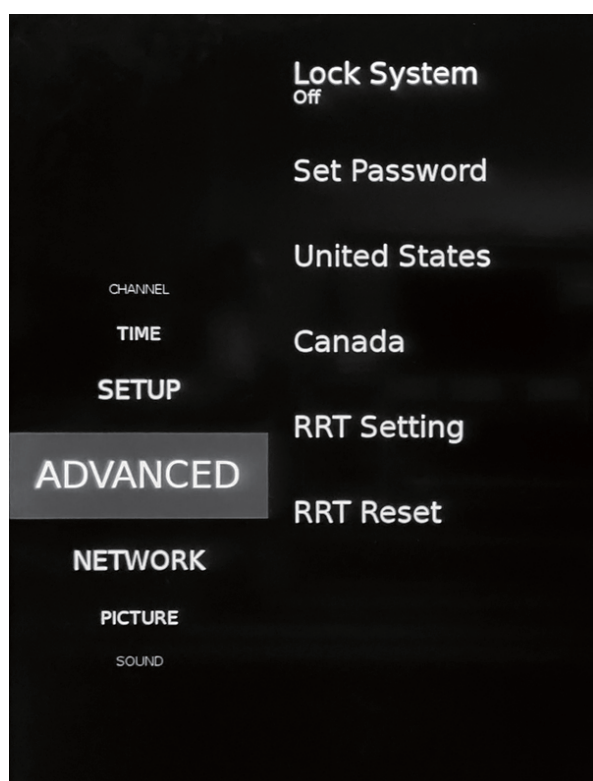 CHANNEL
TIME
SETUP
ADVANCED
NETWORK
PICTURE
SOUND
Lock System
Off
Set Password
United States
Canada
RRT Setting
RRT Reset